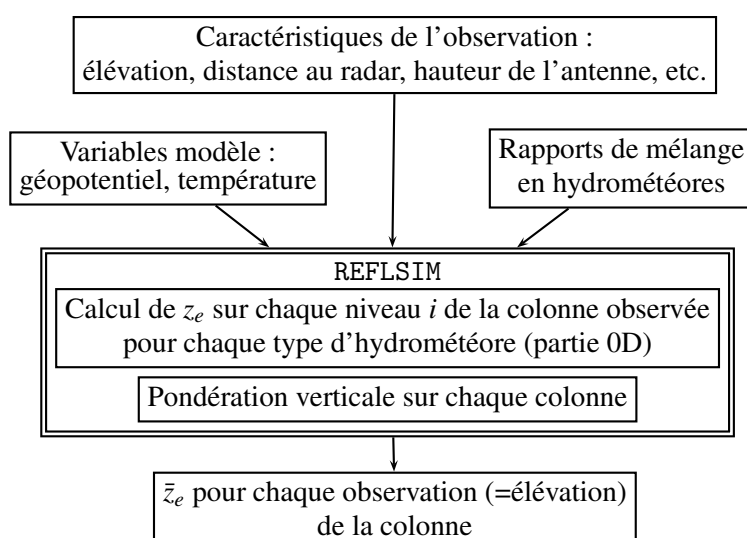 Caractéristiques de l'observation :
élévation, distance au radar, hauteur de l'antenne, etc.
Variables modèle :
géopotentiel, température
Rapports de mélange
en hydrométéores
REFLSIM
Calcul de z_e sur chaque niveau i de la colonne observée
pour chaque type d'hydrométéore (partie 0D)
Pondération verticale sur chaque colonne
z̄_e pour chaque observation (=élévation)
de la colonne